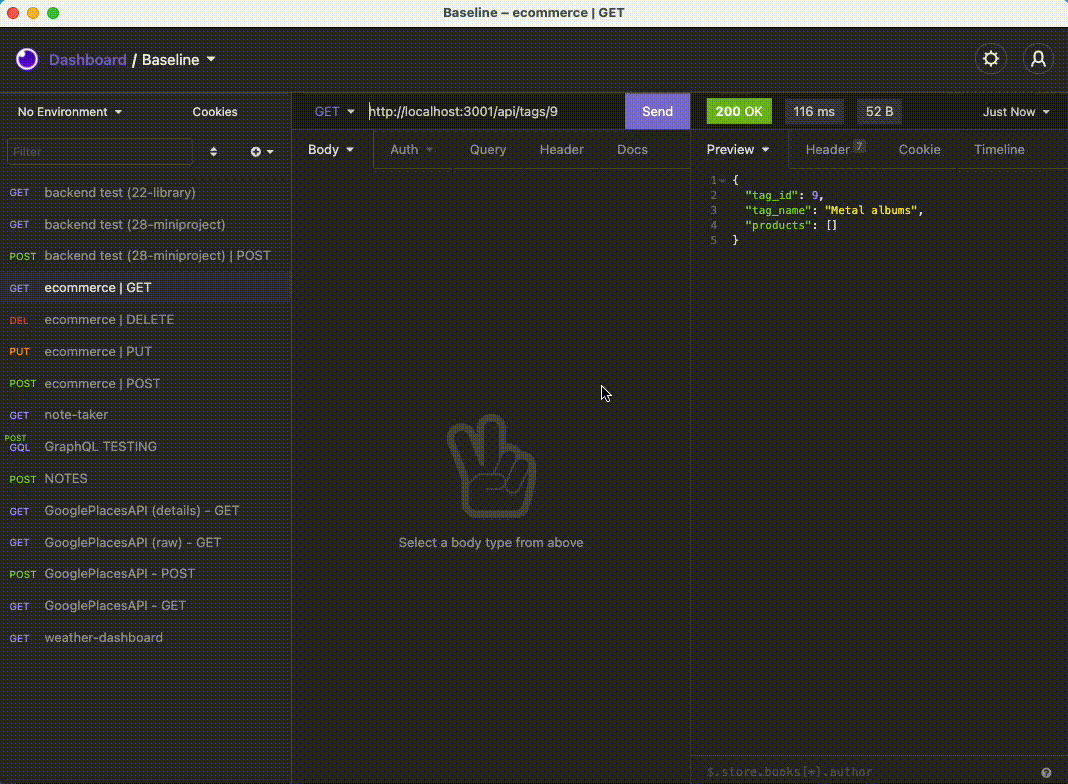 Baseline – ecommerce | GET
Dashboard / Baseline
No Environment
Cookies
Filter
GET backend test (22-library)
GET backend test (28-miniproject)
POST backend test (28-miniproject) | POST
GET ecommerce | GET
DEL ecommerce | DELETE
PUT ecommerce | PUT
POST ecommerce | POST
GET note-taker
POST
GQL GraphQL TESTING
POST NOTES
GET GooglePlacesAPI (details) - GET
GET GooglePlacesAPI (raw) - GET
POST GooglePlacesAPI - POST
GET GooglePlacesAPI - GET
GET weather-dashboard
GET http://localhost:3001/api/tags/9 Send
Body Auth Query Header Docs
Select a body type from above
200 OK 116 ms 52 B Just Now
Preview Header 7 Cookie Timeline
1 {
2 "tag_id": 9,
3 "tag_name": "Metal albums",
4 "products": []
5 }
$.store.books[*].author